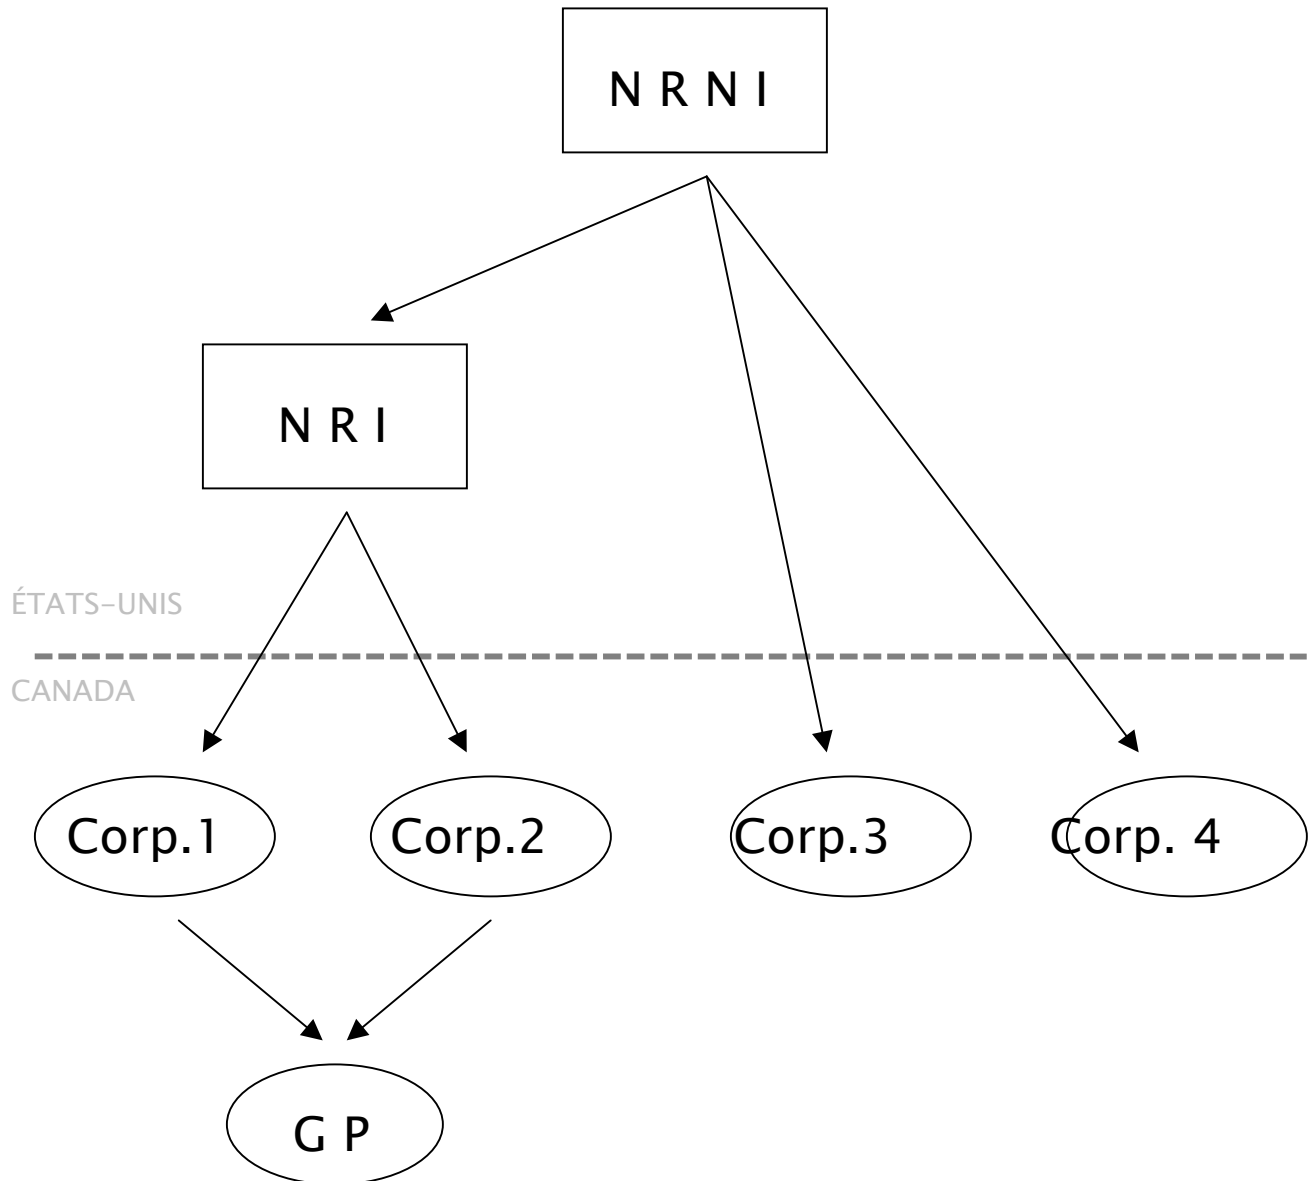 N R N I
N R I
ÉTATS-UNIS
CANADA
Corp.1
Corp.2
Corp.3
Corp. 4
G P